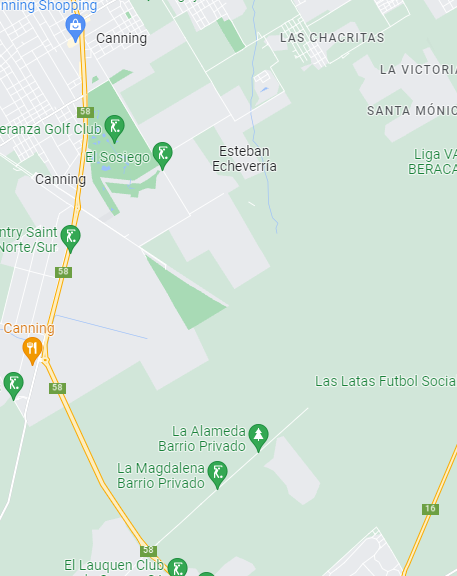 nning Shopping
Canning
LAS CHACRITAS
LA VICTORIA
58
SANTA MÓNIC
eranza Golf Club
El Sosiego
Esteban
Echeverría
Liga VA
BERACA
Canning
ntry Saint
Norte/Sur
58
Canning
58
Las Latas Futbol Socia
La Alameda
Barrio Privado
La Magdalena
Barrio Privado
16
58
El Lauquen Club